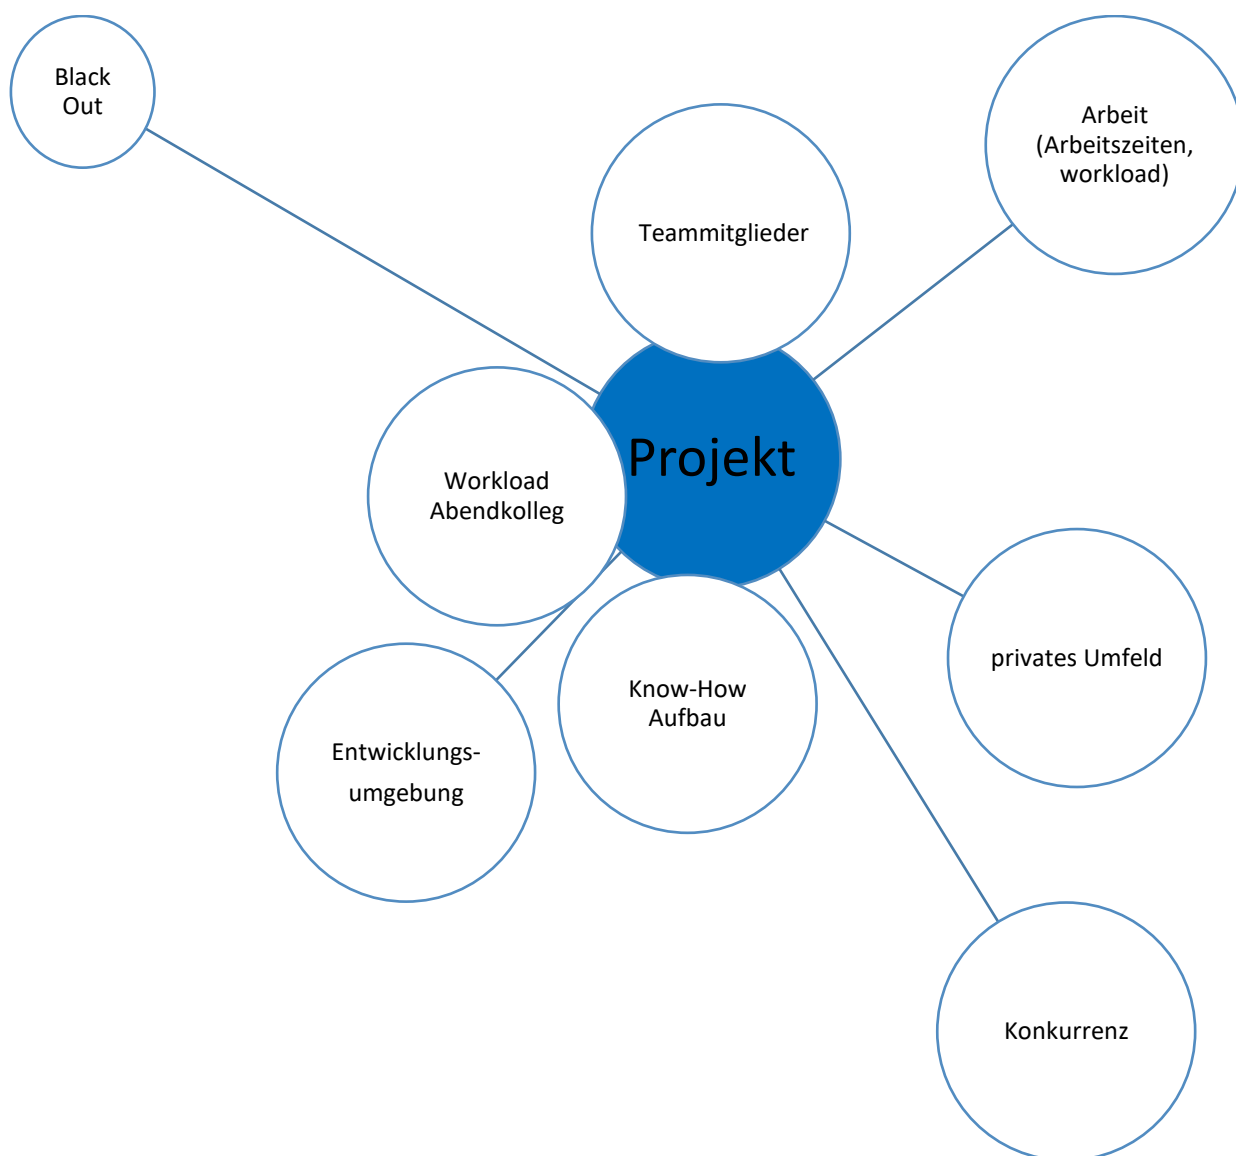 Black
Out
Arbeit
(Arbeitszeiten,
workload)
Teammitglieder
Projekt
Workload
Abendkolleg
privates Umfeld
Know-How
Aufbau
Entwicklungs-
umgebung
Konkurrenz